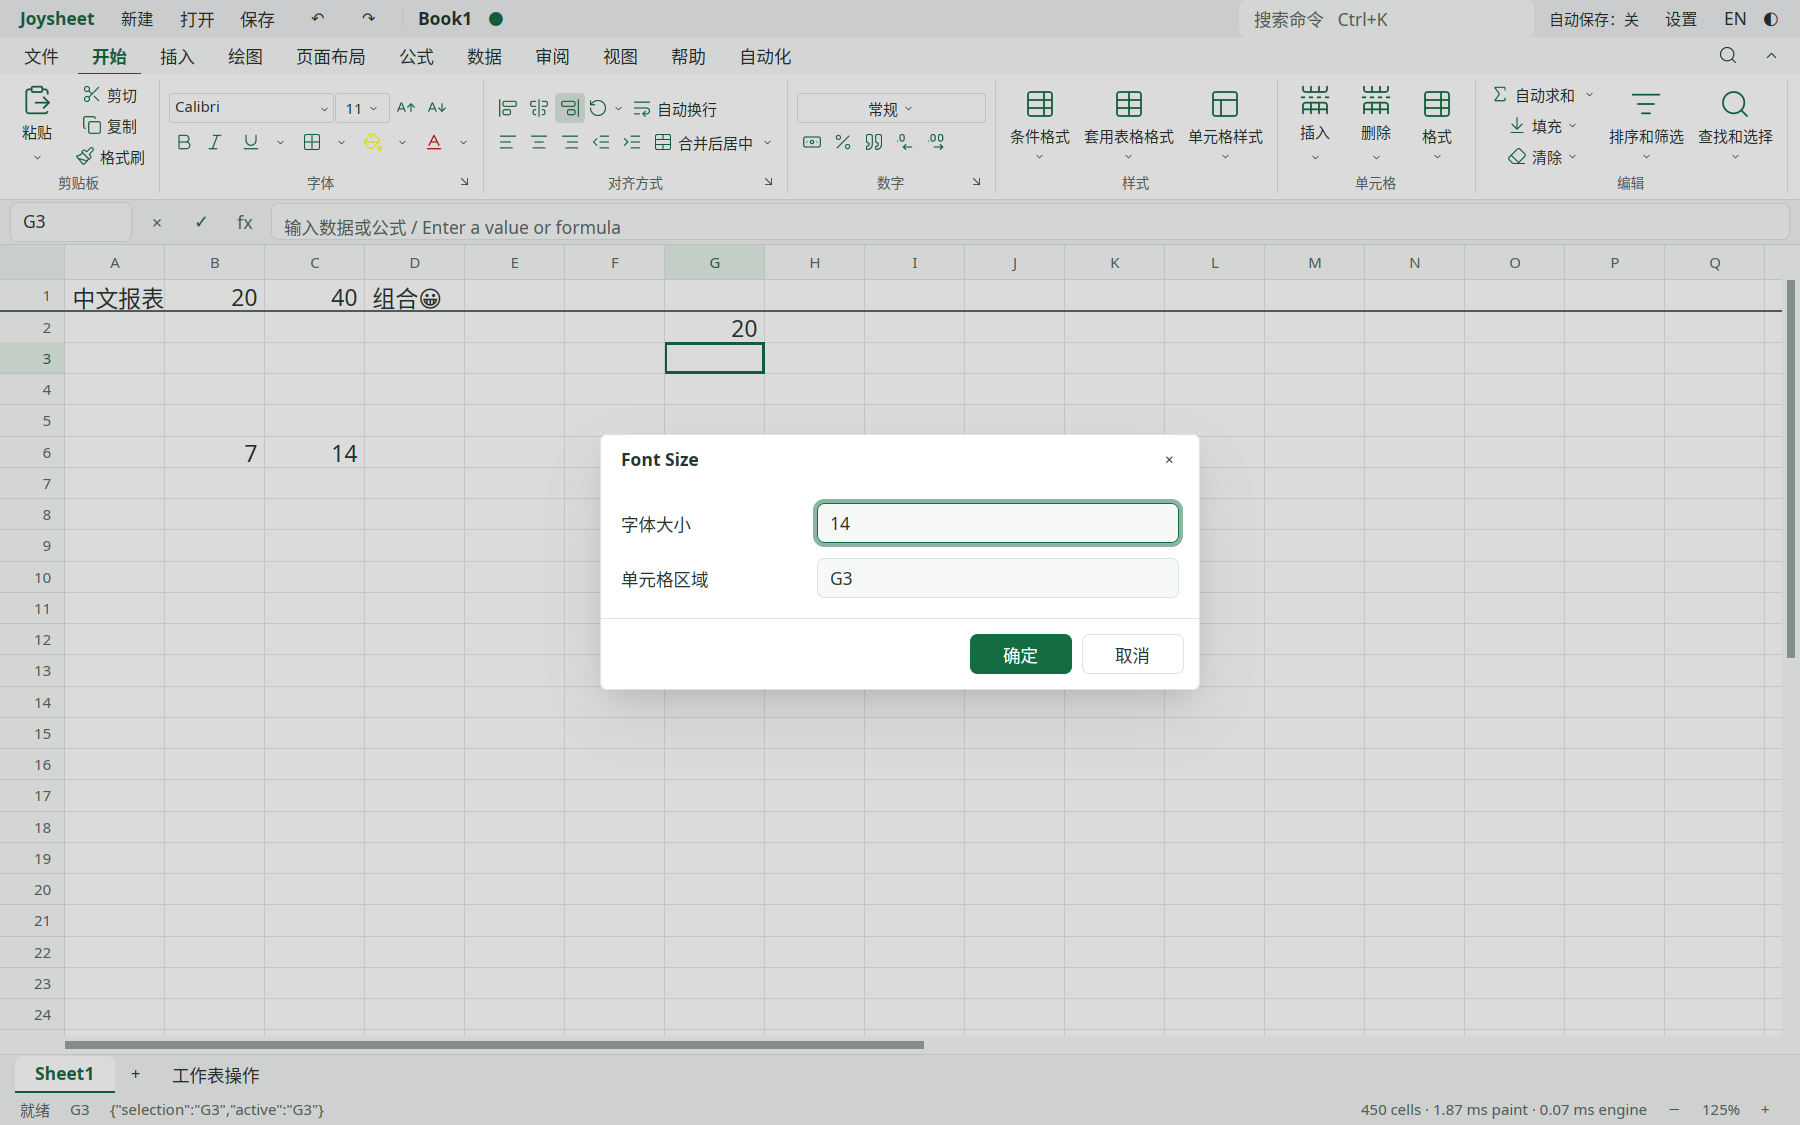 Joysheet 新建 打开 保存 ↶ ↷ Book1 搜索命令 Ctrl+K 自动保存：关 设置 EN
文件 开始 插入 绘图 页面布局 公式 数据 审阅 视图 帮助 自动化
粘贴 剪切 复制 格式刷
剪贴板
Calibri 11 A A
B I U A
字体
自动换行
合并后居中
对齐方式
常规
% .0 .00
数字
条件格式 套用表格格式 单元格样式
样式
插入 删除 格式
单元格
自动求和
填充
清除
排序和筛选 查找和选择
编辑
G3 × ✓ fx 输入数据或公式 / Enter a value or formula
A B C D E F G H I J K L M N O P Q
1 中文报表 20 40 组合😀
2 20
3
4
5
6 7 14
7
8
9
10
11
12
13
14
15
16
17
18
19
20
21
22
23
24
Font Size ×
字体大小 14
单元格区域 G3
确定 取消
Sheet1 + 工作表操作
就绪 G3 {"selection":"G3","active":"G3"} 450 cells · 1.87 ms paint · 0.07 ms engine — 125% +